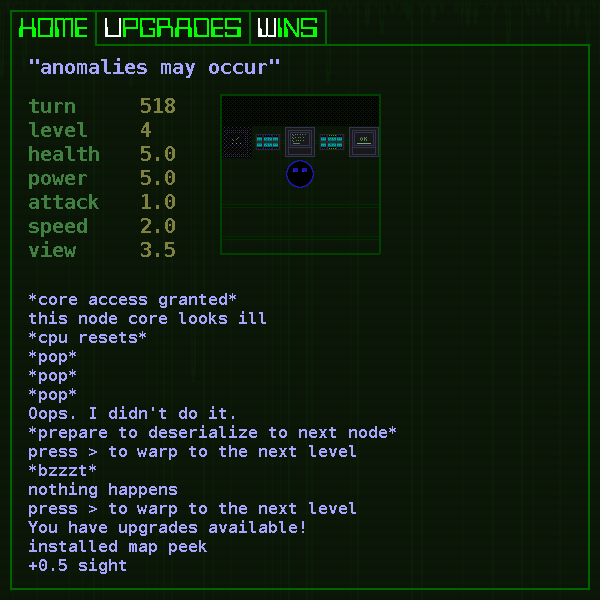 HOME UPGRADES WINS
"anomalies may occur"
turn 518
level 4
health 5.0
power 5.0
attack 1.0
speed 2.0
view 3.5
*core access granted*
this node core looks ill
*cpu resets*
*pop*
*pop*
*pop*
Oops. I didn't do it.
*prepare to deserialize to next node*
press > to warp to the next level
*bzzzt*
nothing happens
press > to warp to the next level
You have upgrades available!
installed map peek
+0.5 sight